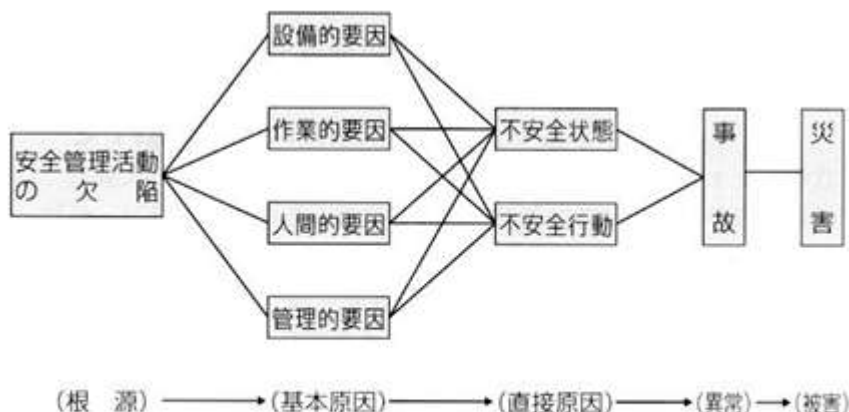 設備的要因
作業的要因
人間的要因
管理的要因
安全管理活動
の欠陥
不安全状態
不安全行動
事故
災害
(根源)→(基本原因)→(直接原因)→(異常)→(被害)